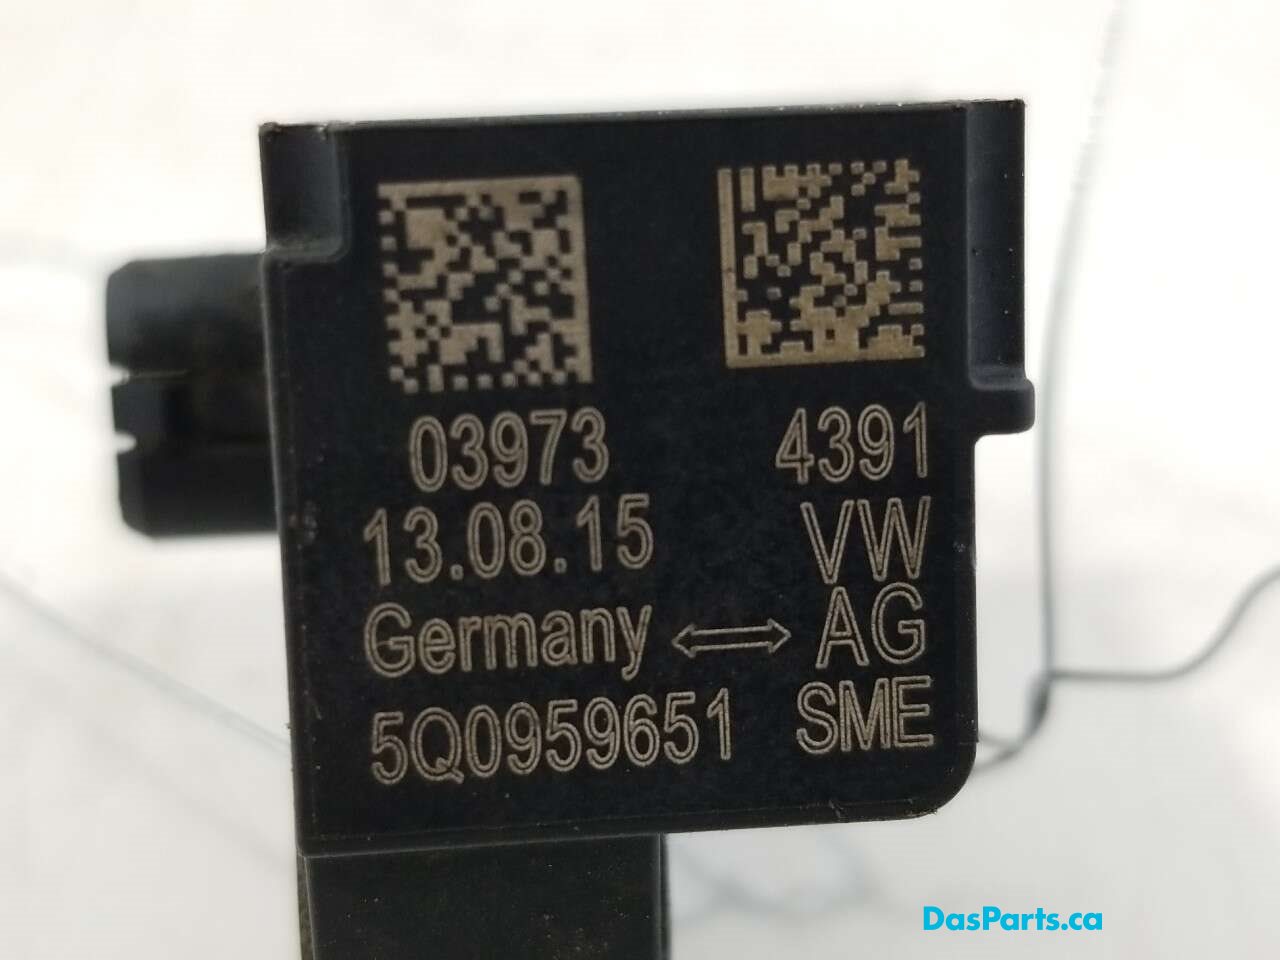 03973 4391
13.08.15 VW
Germany ⟺ AG
5Q0959651 SME
DasParts.ca